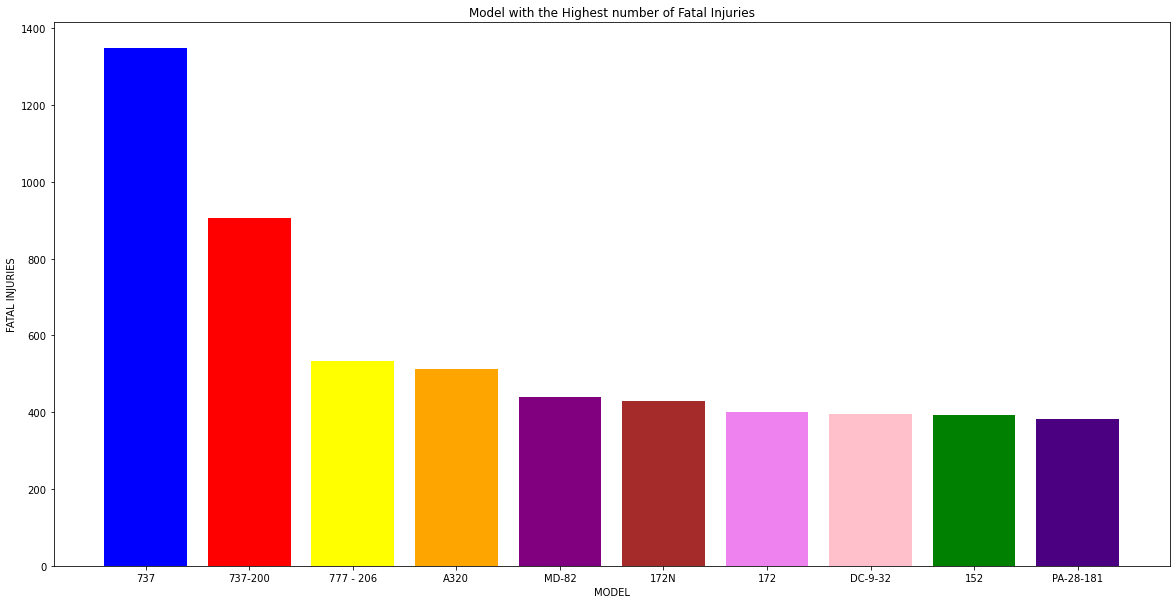 Model with the Highest number of Fatal Injuries
FATAL INJURIES
1400
1200
1000
800
600
400
200
0
737 737-200 777 - 206 A320 MD-82 172N 172 DC-9-32 152 PA-28-181
MODEL